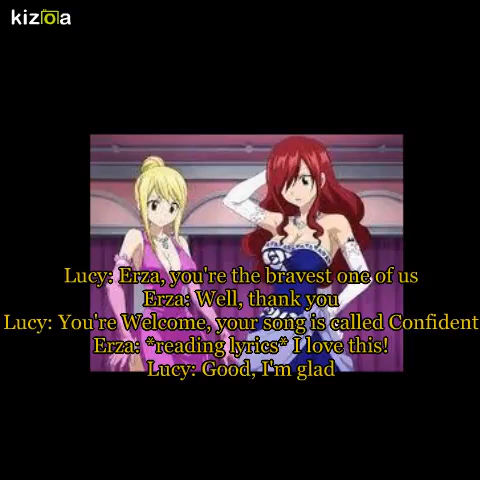 kizoa
Lucy: Erza, you're the bravest one of us
Erza: Well, thank you
Lucy: You're Welcome, your song is called Confident
Erza: *reading lyrics* I love this!
Lucy: Good, I'm glad